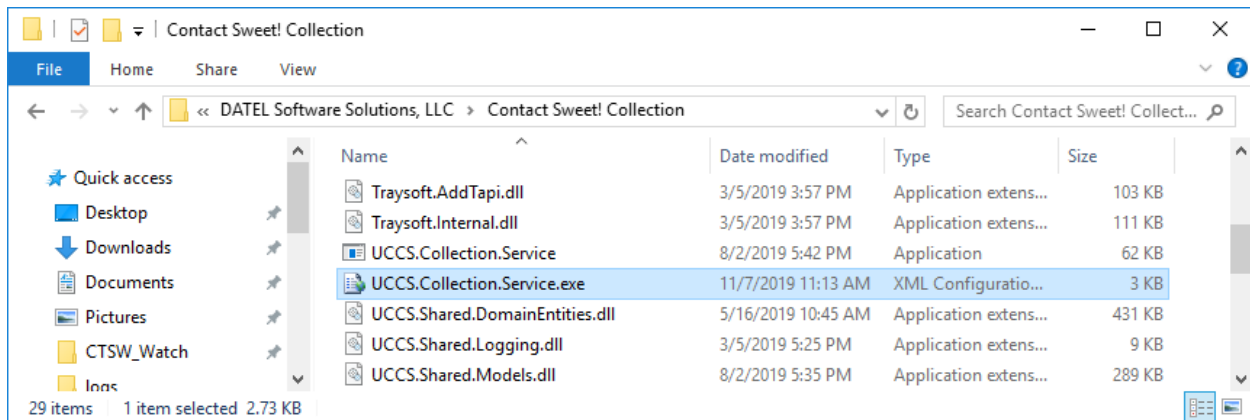 Contact Sweet! Collection
File Home Share View
« DATEL Software Solutions, LLC > Contact Sweet! Collection
Search Contact Sweet! Collect...
Name Date modified Type Size
Quick access
Desktop
Downloads
Documents
Pictures
CTSW_Watch
logs
Traysoft.AddTapi.dll 3/5/2019 3:57 PM Application extens... 103 KB
Traysoft.Internal.dll 3/5/2019 3:57 PM Application extens... 111 KB
UCCS.Collection.Service 8/2/2019 5:42 PM Application 62 KB
UCCS.Collection.Service.exe 11/7/2019 11:13 AM XML Configuratio... 3 KB
UCCS.Shared.DomainEntities.dll 5/16/2019 10:45 AM Application extens... 431 KB
UCCS.Shared.Logging.dll 3/5/2019 5:25 PM Application extens... 9 KB
UCCS.Shared.Models.dll 8/2/2019 5:35 PM Application extens... 289 KB
29 items 1 item selected 2.73 KB